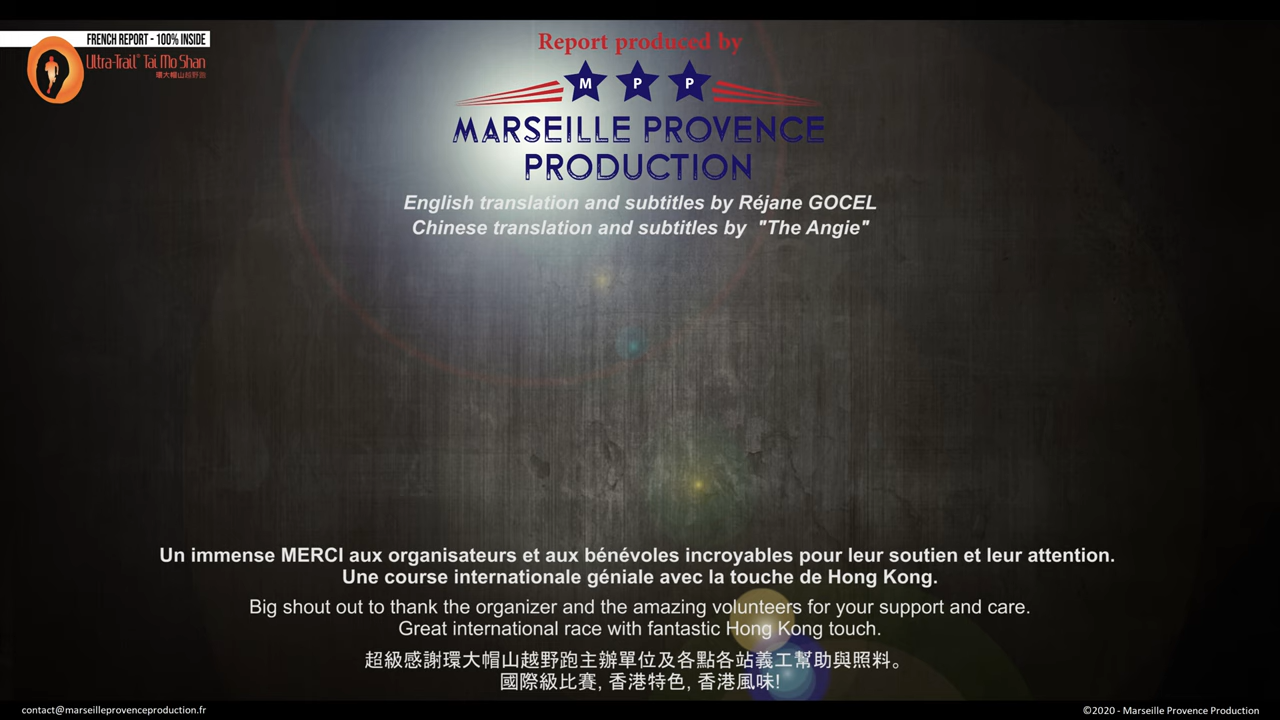 FRENCH REPORT - 100% INSIDE
Ultra-Trail® Tai Mo Shan
環大帽山越野跑
Report produced by
M P P
MARSEILLE PROVENCE
PRODUCTION
English translation and subtitles by Réjane GOCEL
Chinese translation and subtitles by "The Angie"
Un immense MERCI aux organisateurs et aux bénévoles incroyables pour leur soutien et leur attention.
Une course internationale géniale avec la touche de Hong Kong.
Big shout out to thank the organizer and the amazing volunteers for your support and care.
Great international race with fantastic Hong Kong touch.
超級感謝環大帽山越野跑主辦單位及各點各站義工幫助與照料。
國際級比賽, 香港特色, 香港風味!
contact@marseilleprovenceproduction.fr
©2020 - Marseille Provence Production